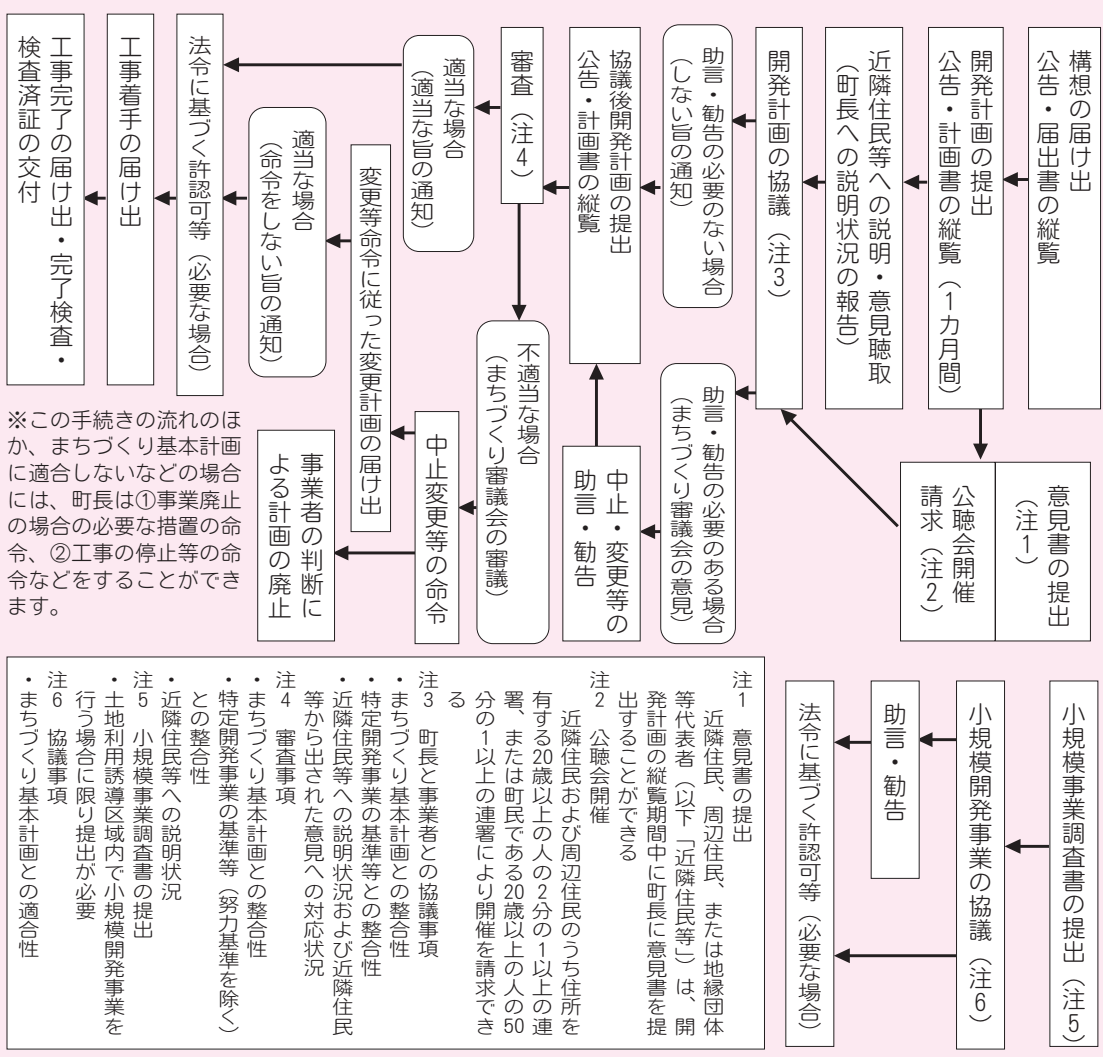 構想の届け出
公告・届出書の縦覧
開発計画の提出
公告・計画書の縦覧（1カ月間）
近隣住民等への説明・意見聴取
（町長への説明状況の報告）
意見書の提出
（注1）
公聴会開催
請求（注2）
開発計画の協議（注3）
助言・勧告の必要のない場合
（しない旨の通知）
助言・勧告の必要のある場合
（まちづくり審議会の意見）
中止・変更等の
助言・勧告
協議後開発計画の提出
公告・計画書の縦覧
審査（注4）
適当な場合
（適当な旨の通知）
不適当な場合
（まちづくり審議会の審議）
中止変更等の命令
変更等命令に従った変更計画の届け出
事業者の判断に
よる計画の廃止
適当な場合
（命令をしない旨の通知）
法令に基づく許認可等（必要な場合）
工事着手の届け出
工事完了の届け出・完了検査・
検査済証の交付
※この手続きの流れのほ
か、まちづくり基本計画
に適合しないなどの場合
には、町長は①事業廃止
の場合の必要な措置の命
令、②工事の停止等の命
令などをすることができ
ます。
小規模事業調査書の提出（注5）
小規模開発事業の協議（注6）
助言・勧告
法令に基づく許認可等（必要な場合）
注1 意見書の提出
近隣住民、周辺住民、または地縁団体
等代表者（以下「近隣住民等」）は、開
発計画の縦覧期間中に町長に意見書を提
出することができる
注2 公聴会開催
近隣住民および周辺住民のうち住所を
有する20歳以上の人の2分の1以上の連
署、または町民である20歳以上の人の50
分の1以上の連署により開催を請求でき
る
注3 町長と事業者との協議事項
・まちづくり基本計画との整合性
・特定開発事業の基準等との整合性
・近隣住民等への説明状況および近隣住民
等から出された意見への対応状況
注4 審査事項
・まちづくり基本計画との整合性
・特定開発事業の基準等（努力基準を除く）
との整合性
・近隣住民等への説明状況
注5 小規模事業調査書の提出
・土地利用誘導区域内で小規模開発事業を
行う場合に限り提出が必要
注6 協議事項
・まちづくり基本計画との適合性